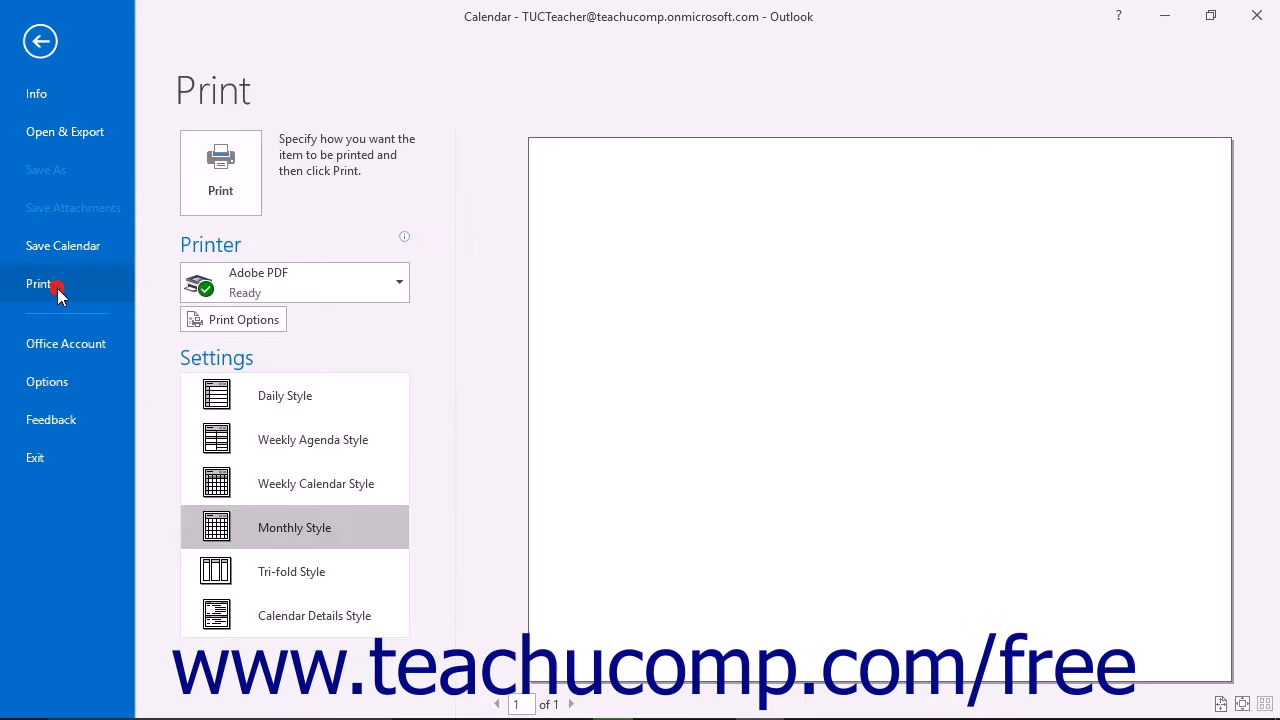 Calendar - TUCTeacher@teachucomp.onmicrosoft.com - Outlook
?
Info
Open & Export
Save As
Save Attachments
Save Calendar
Print
Office Account
Options
Feedback
Exit
Print
Print
Specify how you want the
item to be printed and
then click Print.
Printer
Adobe PDF
Ready
Print Options
Settings
Daily Style
Weekly Agenda Style
Weekly Calendar Style
Monthly Style
Tri-fold Style
Calendar Details Style
www.teachucomp.com/free
1 of 1